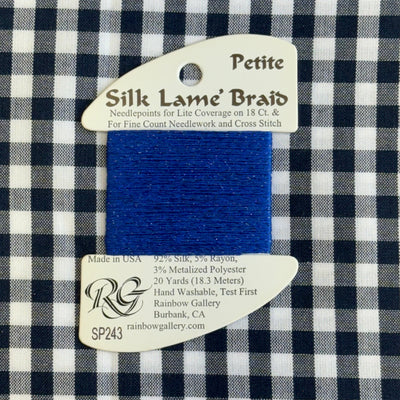 Petite
Silk Lame' Braid
Needlepoints for Lite Coverage on 18 Ct. &
For Fine Count Needlework and Cross Stitch
Made in USA
92% Silk, 5% Rayon,
3% Metalized Polyester
20 Yards (18.3 Meters)
Hand Washable, Test First
Rainbow Gallery
Burbank, CA
rainbowgallery.com
RG
SP243